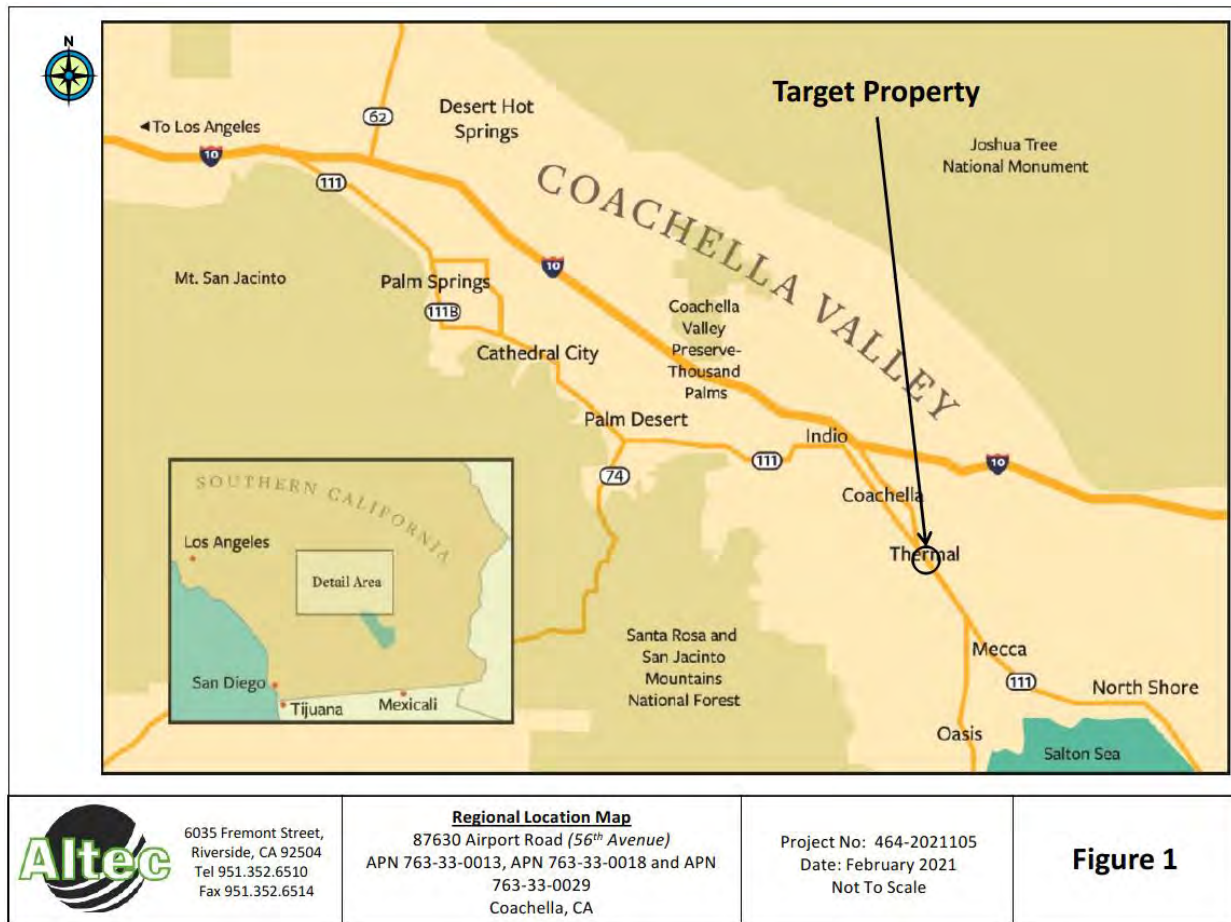 N
Target Property
62
Desert Hot
Springs
◄To Los Angeles
Joshua Tree
National Monument
10
111
COACHELLA VALLEY
Mt. San Jacinto
10
Palm Springs
111B
Coachella
Valley
Preserve-
Thousand
Palms
Cathedral City
Palm Desert
Indio
111
10
74
Coachella
SOUTHERN CALIFORNIA
Los Angeles
Detail Area
San Diego
Tijuana
Mexicali
Thermal
Santa Rosa and
San Jacinto
Mountains
National Forest
Mecca
111
North Shore
Oasis
Salton Sea
Altec
6035 Fremont Street,
Riverside, CA 92504
Tel 951.352.6510
Fax 951.352.6514
Regional Location Map
87630 Airport Road (56th Avenue)
APN 763-33-0013, APN 763-33-0018 and APN
763-33-0029
Coachella, CA
Project No: 464-2021105
Date: February 2021
Not To Scale
Figure 1